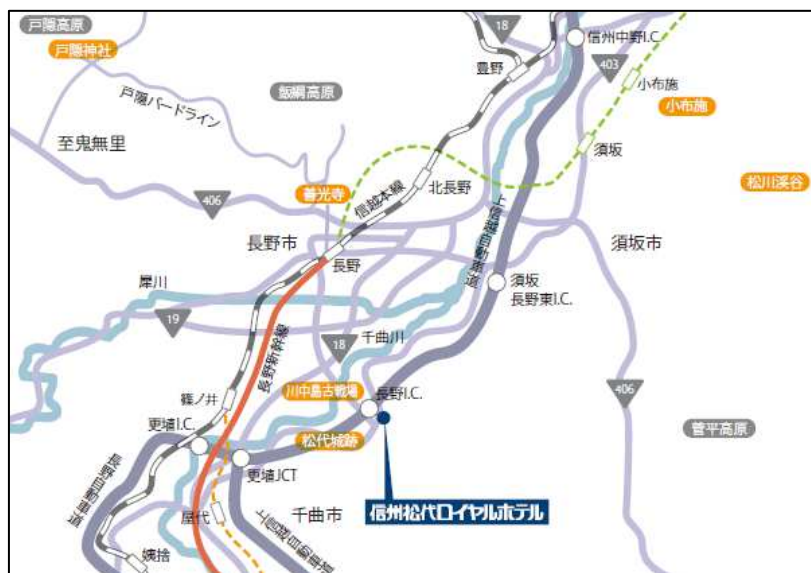 戸隠高原
18
信州中野I.C.
戸隠神社
豊野
403
小布施
飯綱高原
小布施
戸隠バードライン
至鬼無里
須坂
善光寺
信越本線
北長野
松川渓谷
406
長野市
上信越自動車道
須坂市
長野
犀川
須坂
長野東I.C.
19
長野新幹線
18
千曲川
篠ノ井
川中島古戦場
長野I.C.
406
更埴I.C.
松代城跡
菅平高原
更埴JCT
長野自動車道
信州松代ロイヤルホテル
屋代
千曲市
上信越自動車道
姨捨